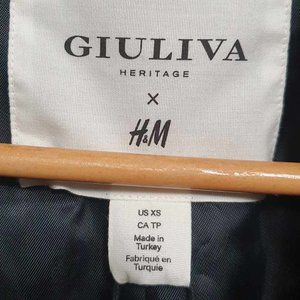 GIULIVA
HERITAGE
X
H&M
US XS
CA TP
Made in
Turkey
Fabriqué en
Turquie